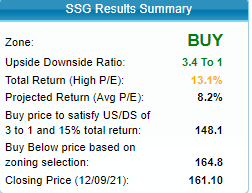 SSG Results Summary
Zone: BUY
Upside Downside Ratio: 3.4 To 1
Total Return (High P/E): 13.1%
Projected Return (Avg P/E): 8.2%
Buy price to satisfy US/DS of
3 to 1 and 15% total return: 148.1
Buy Below price based on
zoning selection: 164.8
Closing Price (12/09/21): 161.10